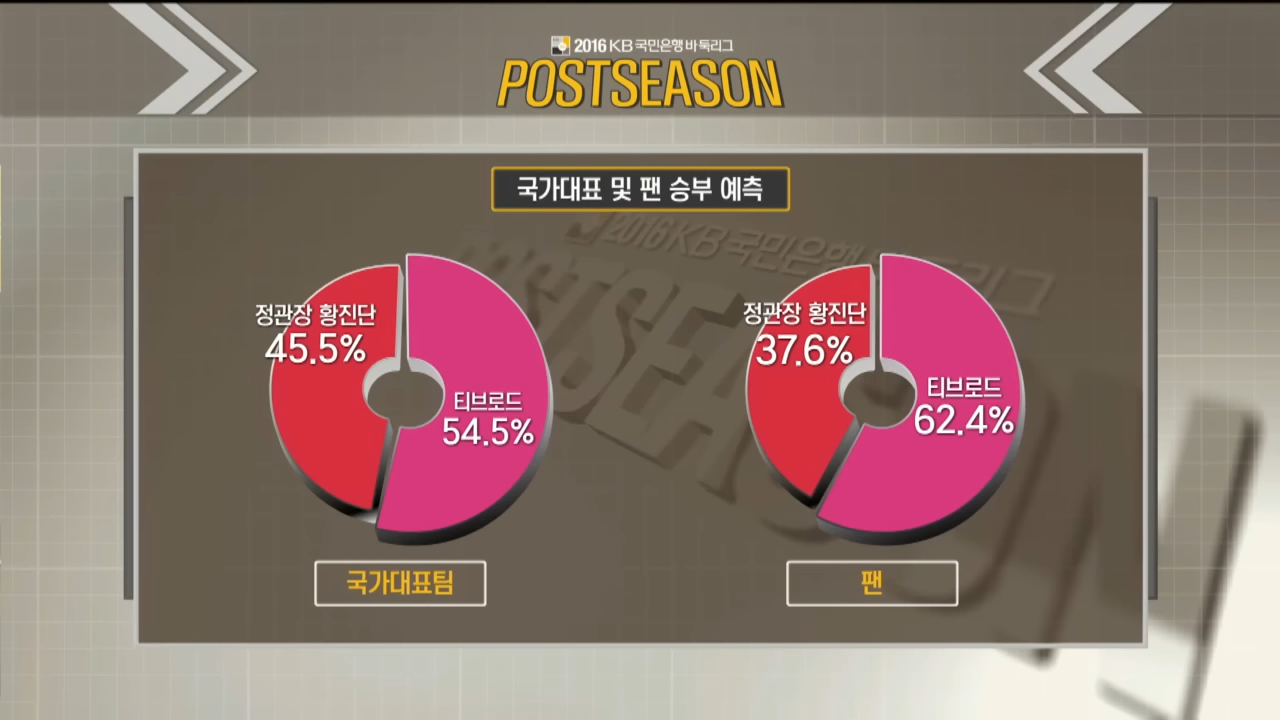 2016 KB국민은행 바둑리그
POSTSEASON
국가대표 및 팬 승부 예측
정관장 황진단
45.5%
티브로드
54.5%
국가대표팀
정관장 황진단
37.6%
티브로드
62.4%
팬